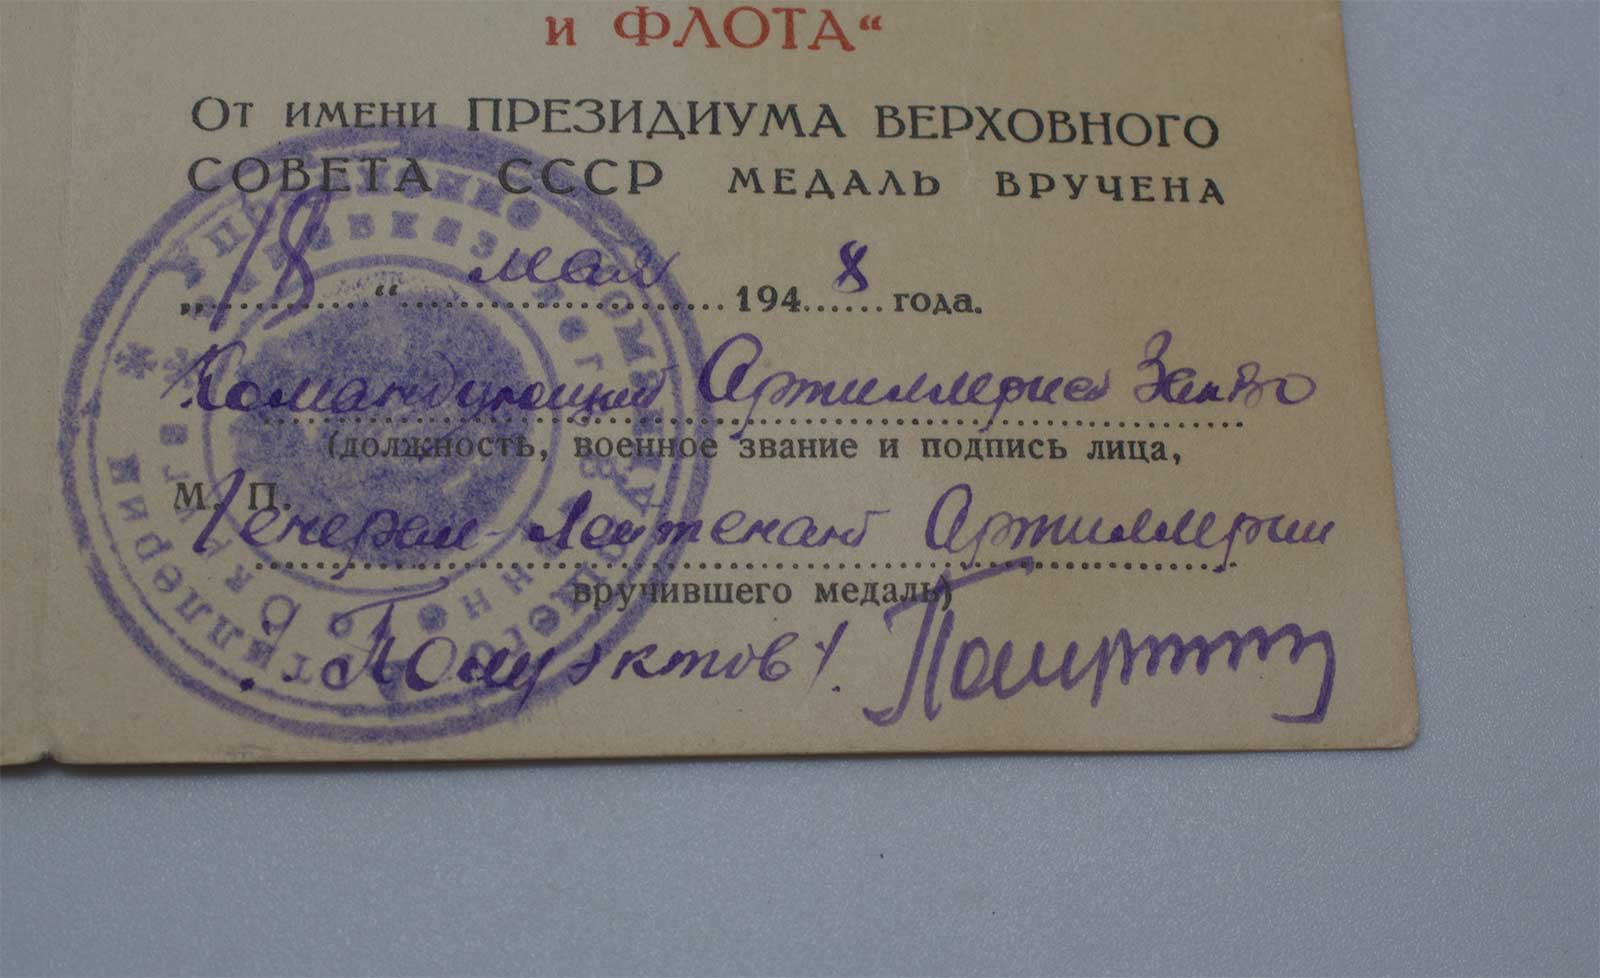 и ФЛОТА“
От имени ПРЕЗИДИУМА ВЕРХОВНОГО
СОВЕТА СССР МЕДАЛЬ ВРУЧЕНА
„18“ мая 1948 года.
Командующий Артиллерией ЗакВО
(должность, военное звание и подпись лица,
М. П.
Генерал-Лейтенант Артиллерии
вручившего медаль)